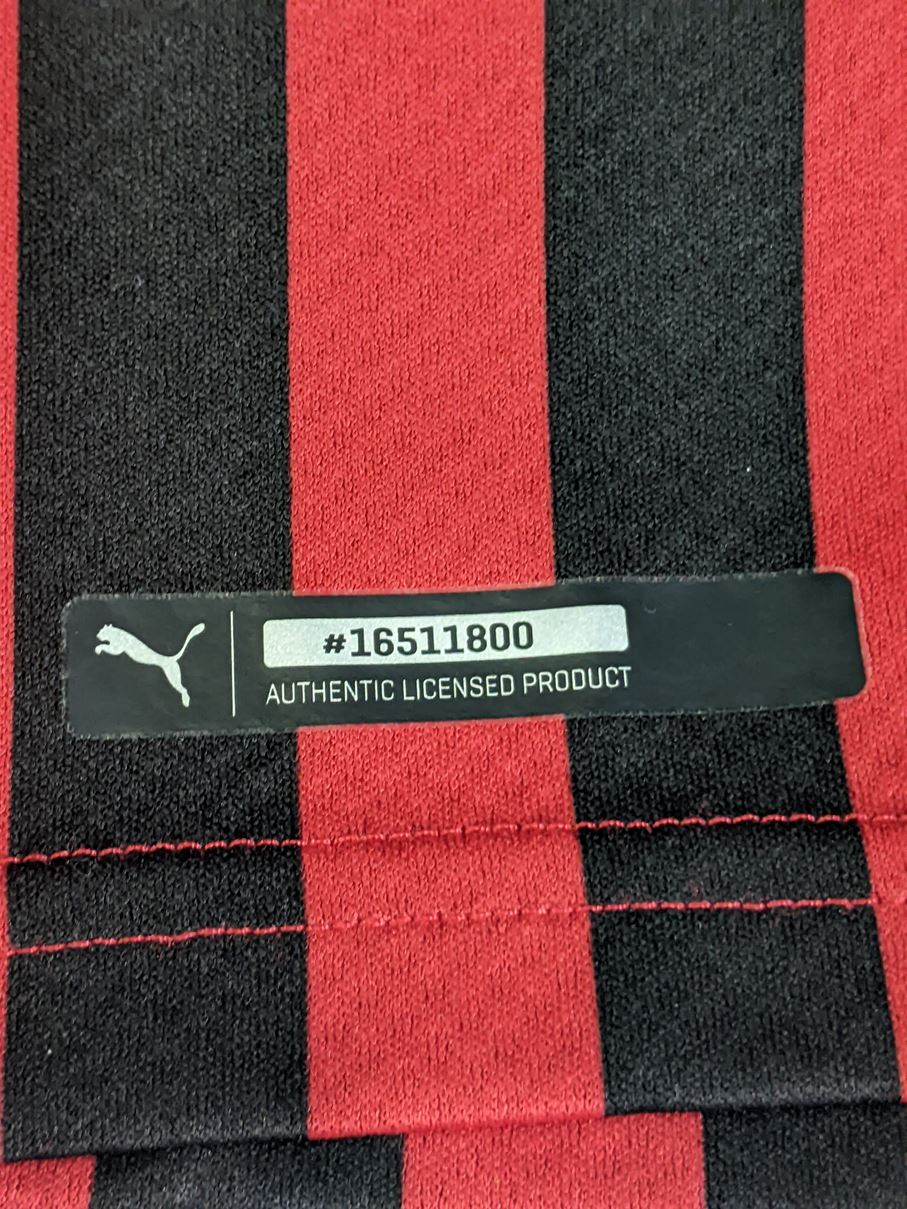 #16511800
AUTHENTIC LICENSED PRODUCT